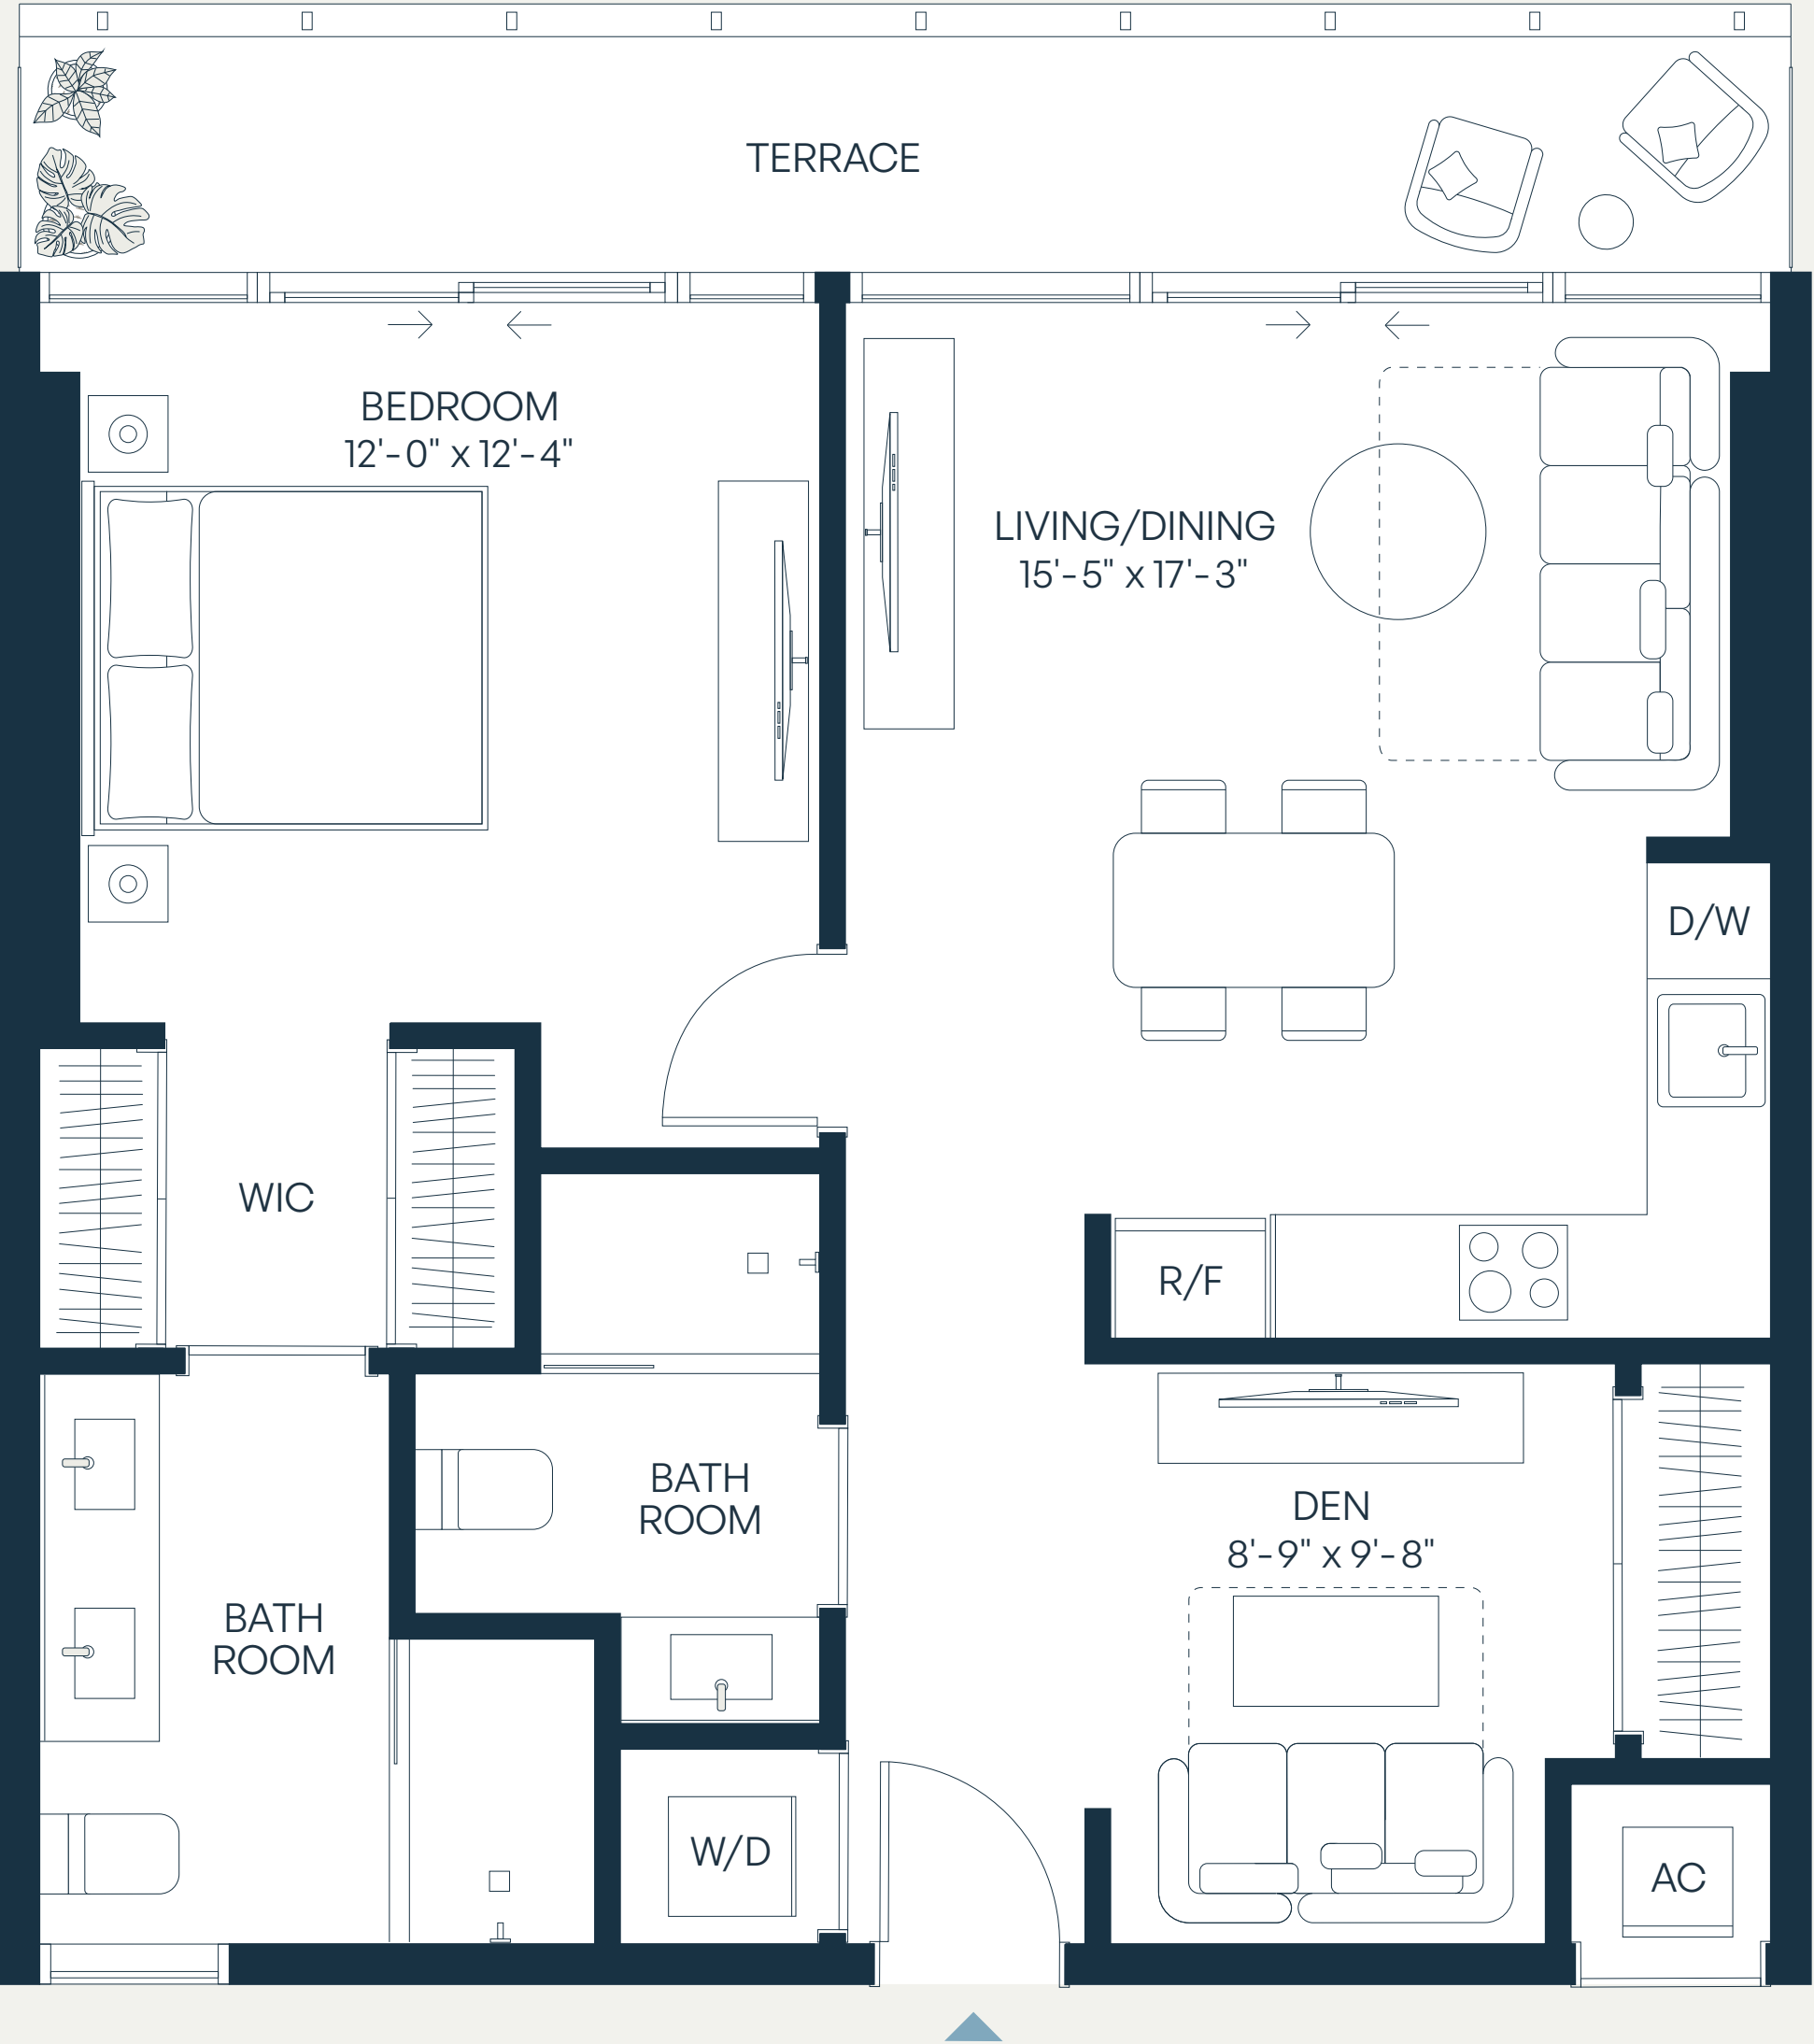 TERRACE
BEDROOM
12'-0" x 12'-4"
LIVING/DINING
15'-5" x 17'-3"
D/W
WIC
R/F
BATH
ROOM
DEN
8'-9" x 9'-8"
BATH
ROOM
W/D
AC